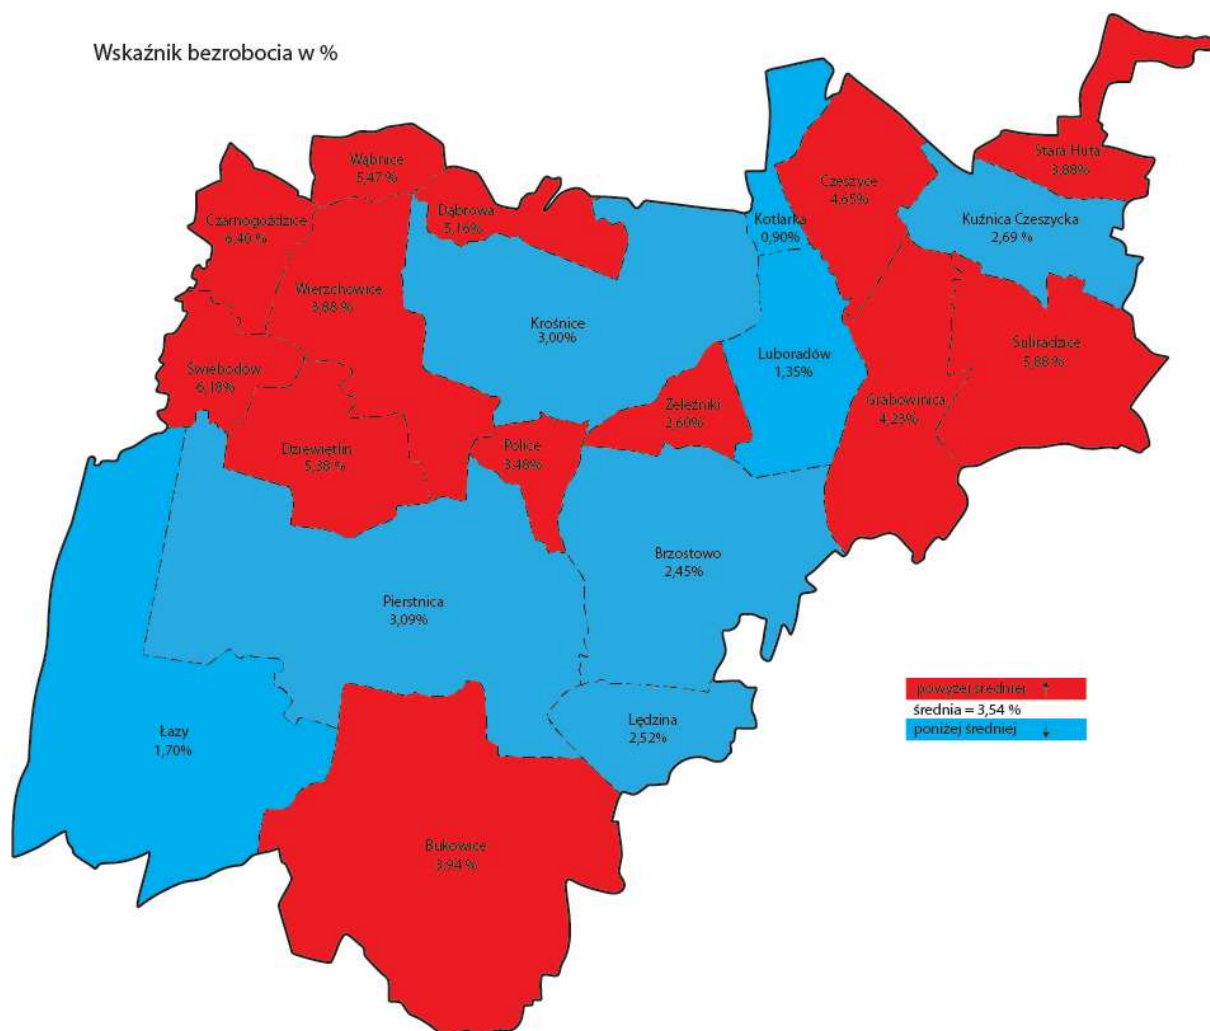 Wskaźnik bezrobocia w %
Stara Huta
3,88%
Wąbnice
5,47%
Czeszyce
4,65%
Dąbrowa
5,16%
Czarnogoździce
6,40 %
Kotlarka
0,90%
Kuźnica Czeszycka
2,69 %
Wierzchowice
3,88 %
Krośnice
3,00%
Luboradów
1,35%
Suliradzice
5,88 %
Świebodów
6,18%
Żeleźniki
2,60%
Grabowinica
4,23%
Dziewiętlin
5,38 %
Police
3,48%
Brzostowo
2,45%
Pierstnica
3,09%
powyzej średniej ↑
średnia = 3,54 %
poniżej średniej ↓
Lędzina
2,52%
Łazy
1,70%
Bukowice
3,94 %